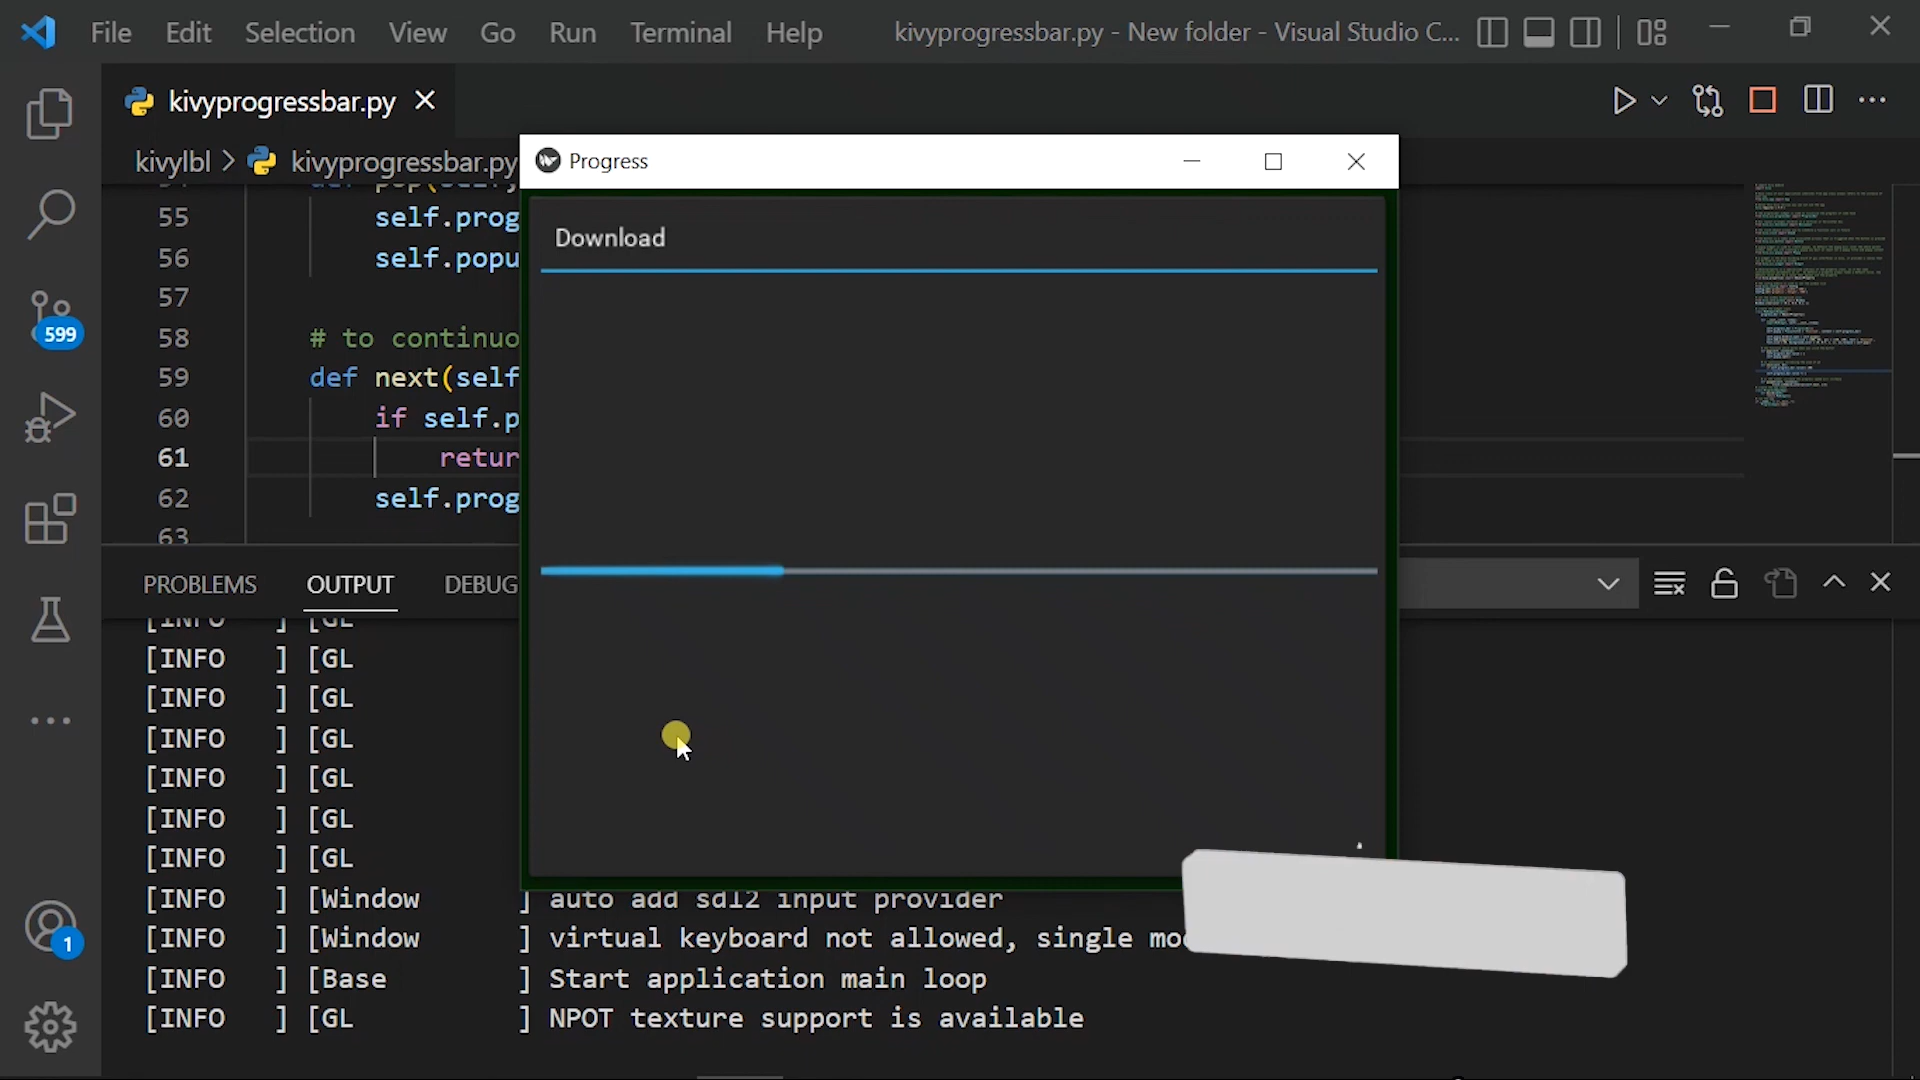 File Edit Selection View Go Run Terminal Help kivyprogressbar.py - New folder - Visual Studio C...
kivyprogressbar.py
kivylbl > kivyprogressbar.py
Progress
Download
55 self.prog
56 self.popu
57
58 # to continuo
59 def next(self
60 if self.p
61 retur
62 self.prog
63
599
PROBLEMS OUTPUT DEBUG
[INFO ] [GL
[INFO ] [GL
[INFO ] [GL
[INFO ] [GL
[INFO ] [GL
[INFO ] [GL
[INFO ] [GL
[INFO ] [Window ] auto add sdl2 input provider
[INFO ] [Window ] virtual keyboard not allowed, single mo
[INFO ] [Base ] Start application main loop
[INFO ] [GL ] NPOT texture support is available
1